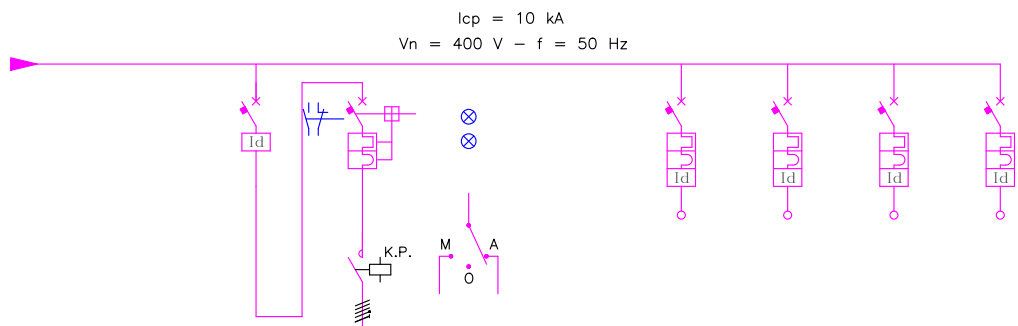 Icp = 10 kA
Vn = 400 V - f = 50 Hz
Id
Id
Id
Id
Id
K.P.
M
A
O